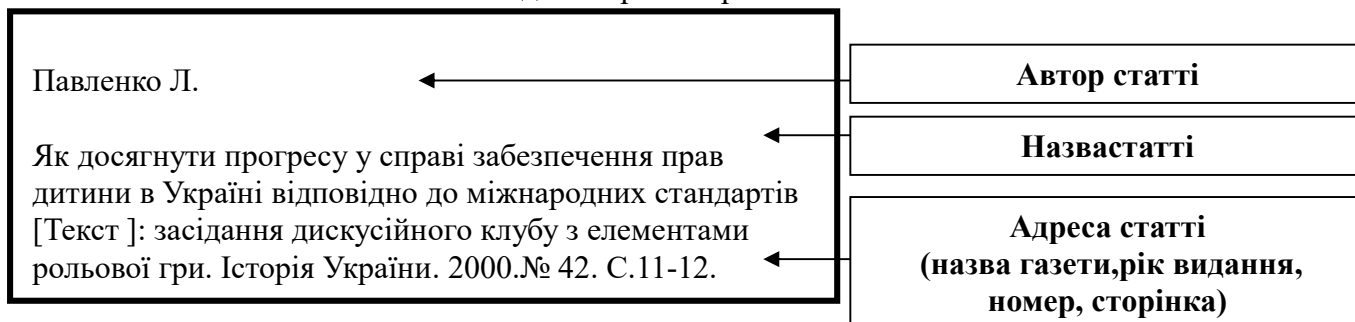 Павленко Л.
Як досягнути прогресу у справі забезпечення прав
дитини в Україні відповідно до міжнародних стандартів
[Текст ]: засідання дискусійного клубу з елементами
рольової гри. Історія України. 2000.№ 42. С.11-12.
Автор статті
Назвастатті
Адреса статті
(назва газети,рік видання,
номер, сторінка)